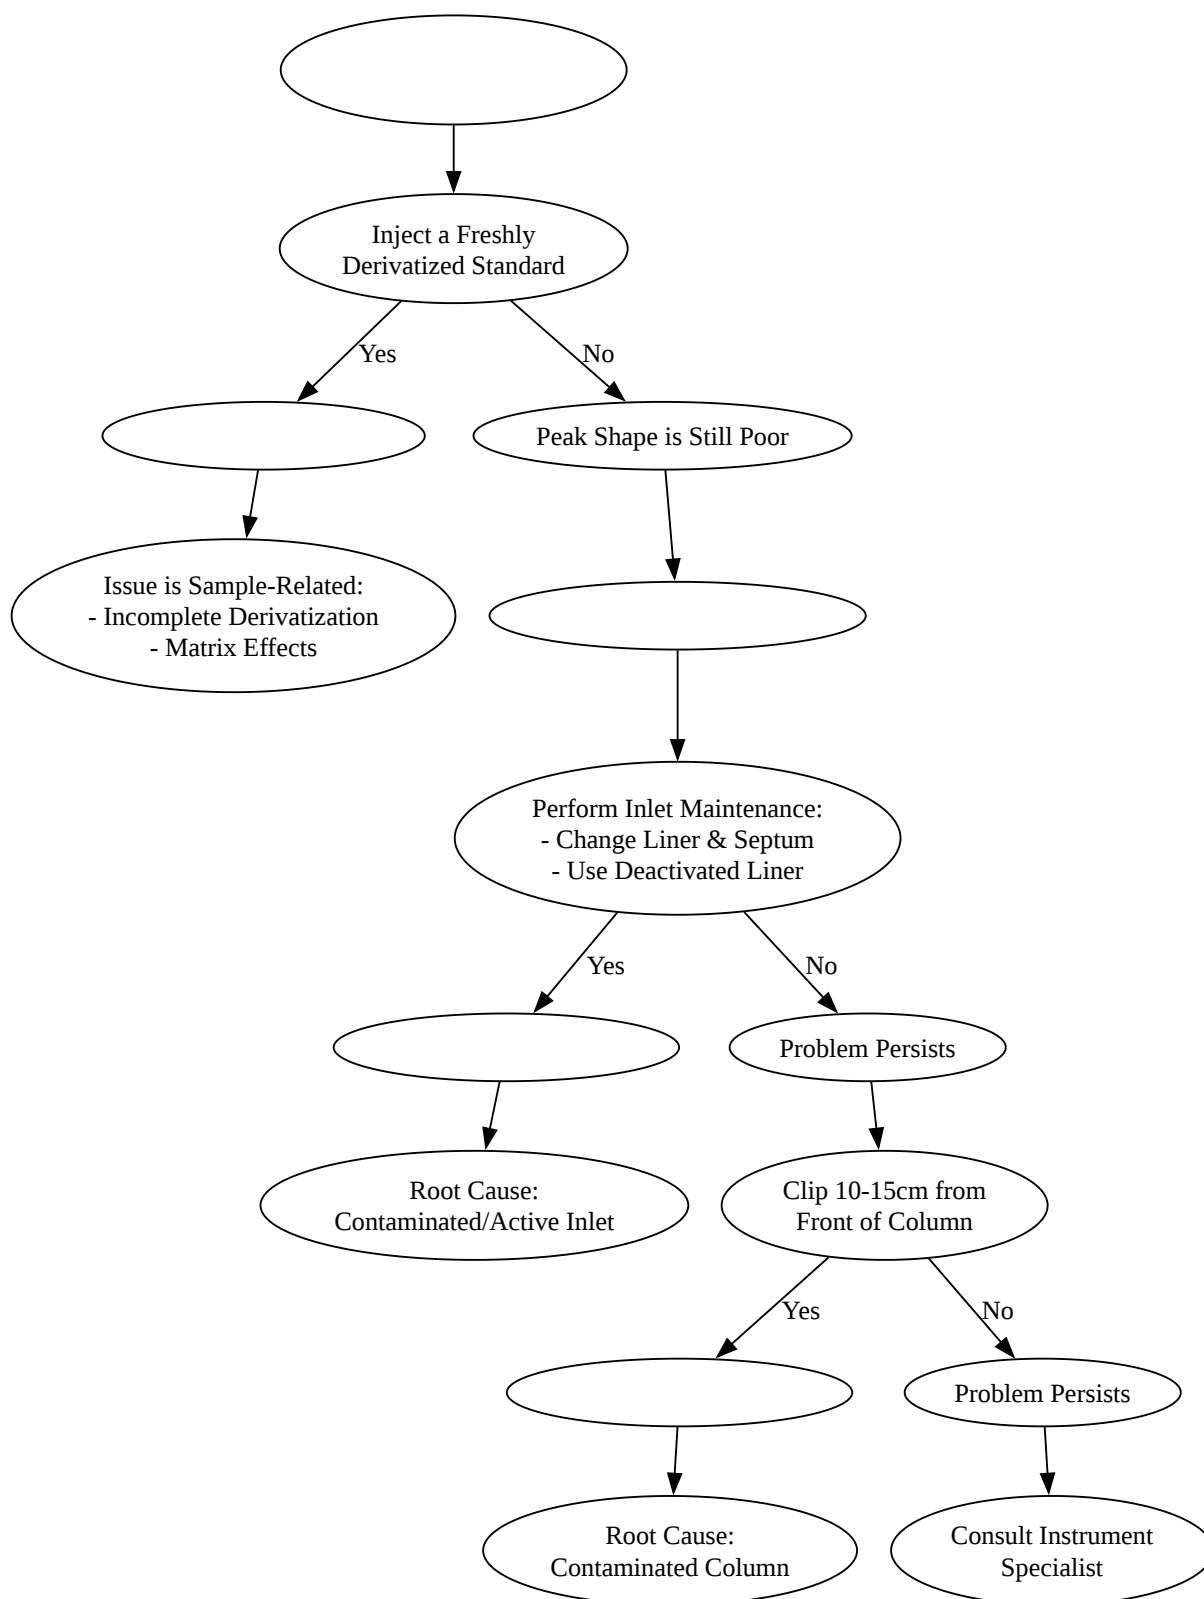 Inject a Freshly
Derivatized Standard
Yes
No
Peak Shape is Still Poor
Issue is Sample-Related:
- Incomplete Derivatization
- Matrix Effects
Perform Inlet Maintenance:
- Change Liner & Septum
- Use Deactivated Liner
Yes
No
Problem Persists
Root Cause:
Contaminated/Active Inlet
Clip 10-15cm from
Front of Column
Yes
No
Problem Persists
Root Cause:
Contaminated Column
Consult Instrument
Specialist